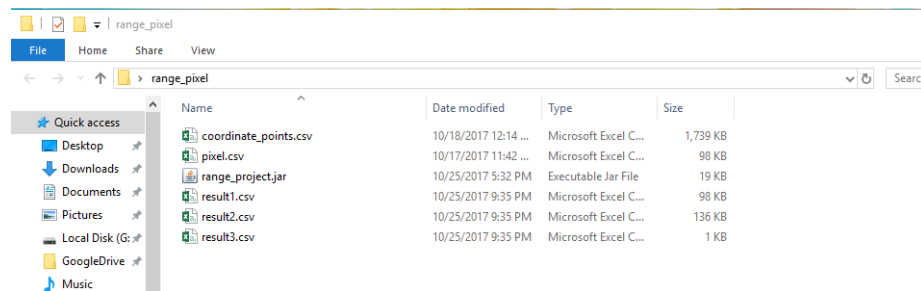 range_pixel
File Home Share View
range_pixel Searc
Name Date modified Type Size
Quick access
Desktop
Downloads
Documents
Pictures
Local Disk (G:
GoogleDrive
Music
coordinate_points.csv 10/18/2017 12:14 ... Microsoft Excel C... 1,739 KB
pixel.csv 10/17/2017 11:42 ... Microsoft Excel C... 98 KB
range_project.jar 10/25/2017 5:32 PM Executable Jar File 19 KB
result1.csv 10/25/2017 9:35 PM Microsoft Excel C... 98 KB
result2.csv 10/25/2017 9:35 PM Microsoft Excel C... 136 KB
result3.csv 10/25/2017 9:35 PM Microsoft Excel C... 1 KB